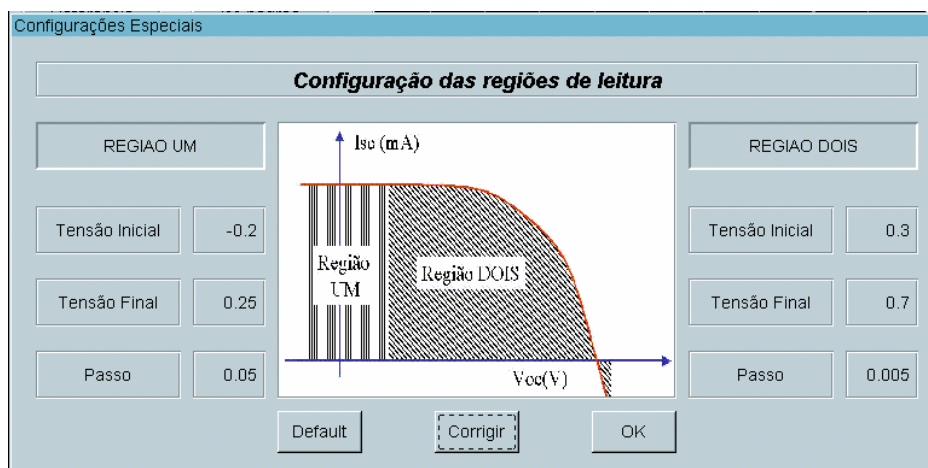 Configurações Especiais
Configuração das regiões de leitura
REGIAO UM
Tensão Inicial -0.2
Tensão Final 0.25
Passo 0.05
Isc (mA)
Região
UM
Região DOIS
Voc(V)
REGIAO DOIS
Tensão Inicial 0.3
Tensão Final 0.7
Passo 0.005
Default Corrigir OK